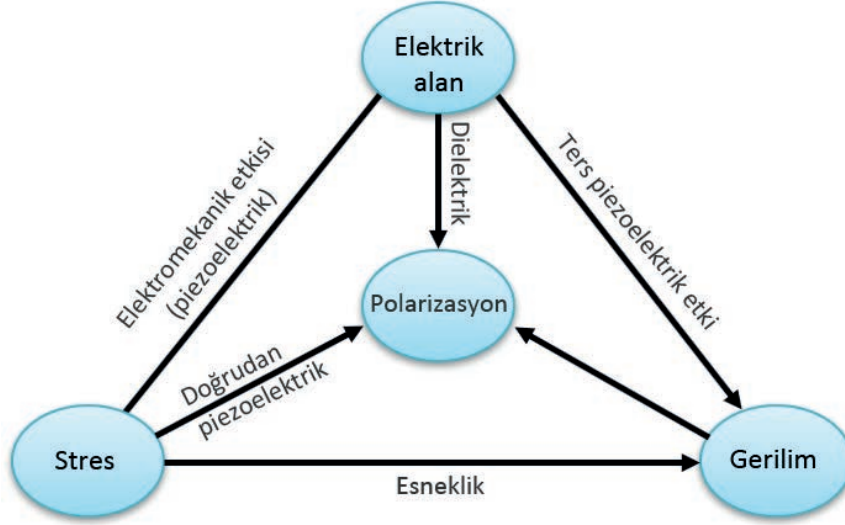 Elektrik
alan
Elektromekanik etkisi
(piezoelektrik)
Dielektrik
Ters piezoelektrik etki
Polarizasyon
Doğrudan
piezoelektrik
Stres
Gerilim
Esneklik